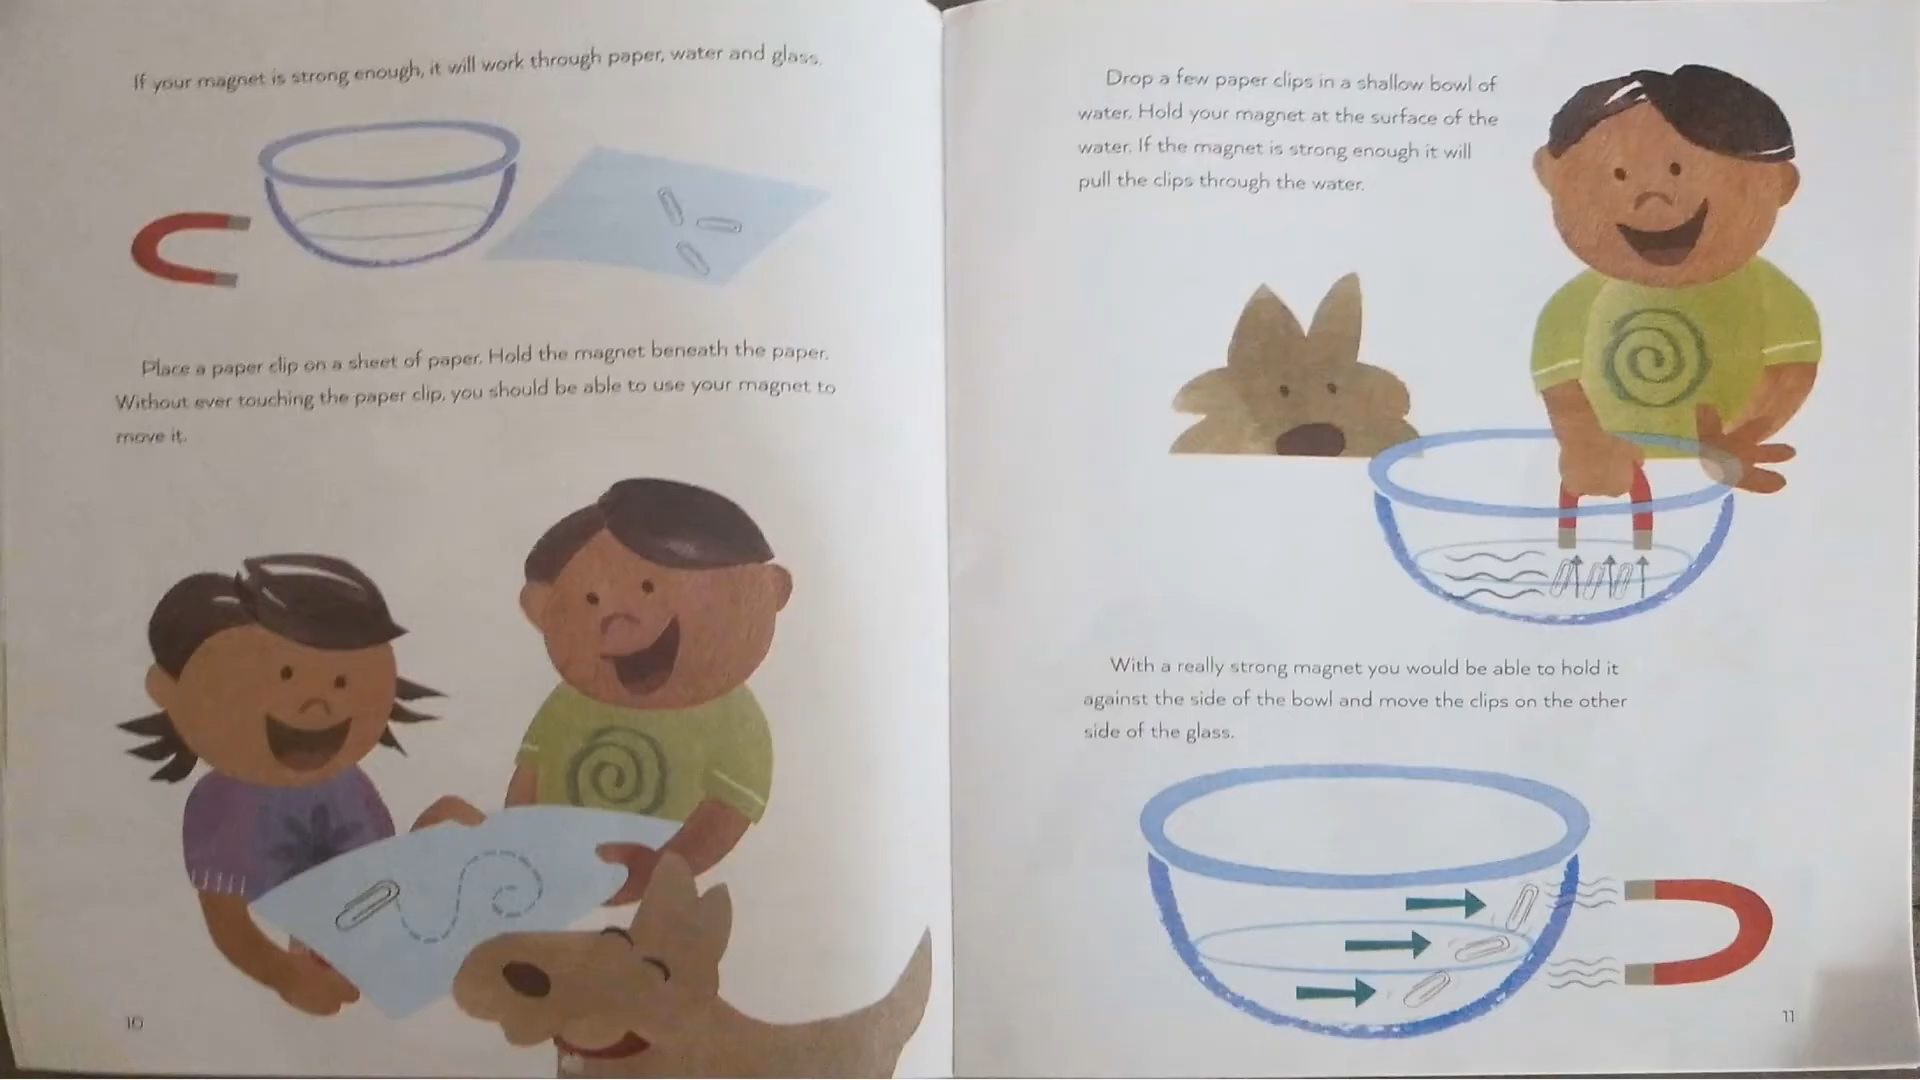 If your magnet is strong enough, it will work through paper, water and glass.
Place a paper clip on a sheet of paper. Hold the magnet beneath the paper.
Without ever touching the paper clip, you should be able to use your magnet to
move it.
10
Drop a few paper clips in a shallow bowl of
water. Hold your magnet at the surface of the
water. If the magnet is strong enough it will
pull the clips through the water.
With a really strong magnet you would be able to hold it
against the side of the bowl and move the clips on the other
side of the glass.
11